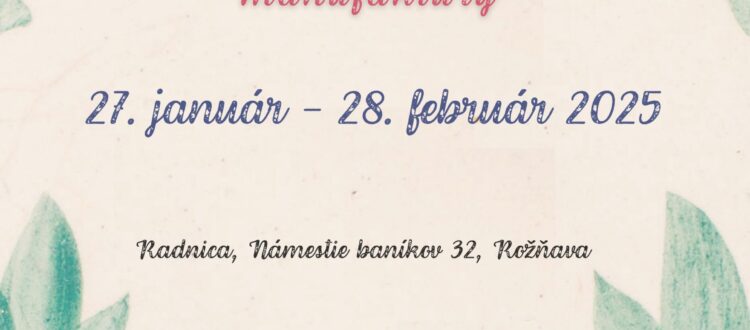 27. január – 28. február 2025
Radnica, Námestie baníkov 32, Rožňava